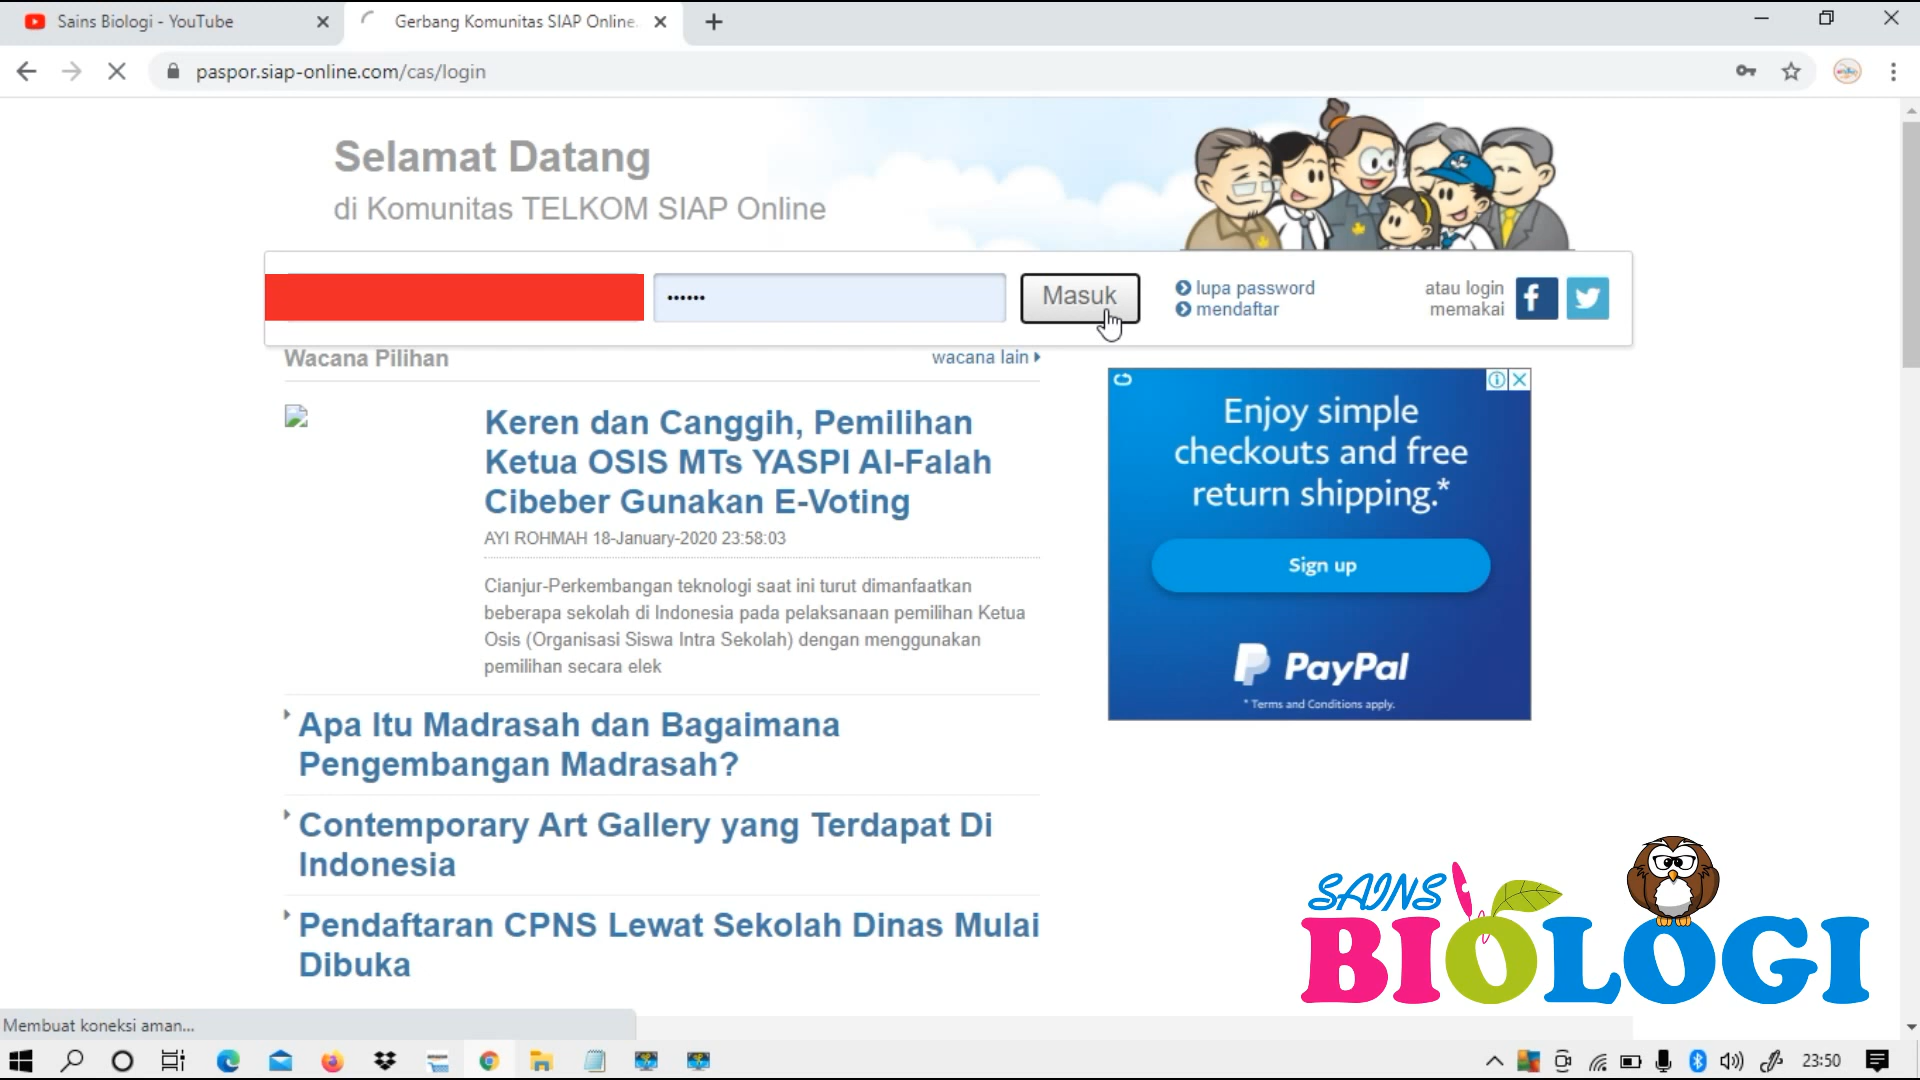 Sains Biologi - YouTube
Gerbang Komunitas SIAP Online
paspor.siap-online.com/cas/login
Selamat Datang
di Komunitas TELKOM SIAP Online
••••••
Masuk
lupa password
mendaftar
atau login
memakai
Wacana Pilihan
wacana lain
Keren dan Canggih, Pemilihan
Ketua OSIS MTs YASPI Al-Falah
Cibeber Gunakan E-Voting
AYI ROHMAH 18-January-2020 23:58:03
Cianjur-Perkembangan teknologi saat ini turut dimanfaatkan
beberapa sekolah di Indonesia pada pelaksanaan pemilihan Ketua
Osis (Organisasi Siswa Intra Sekolah) dengan menggunakan
pemilihan secara elek
Apa Itu Madrasah dan Bagaimana
Pengembangan Madrasah?
Contemporary Art Gallery yang Terdapat Di
Indonesia
Pendaftaran CPNS Lewat Sekolah Dinas Mulai
Dibuka
Enjoy simple
checkouts and free
return shipping.*
Sign up
PayPal
* Terms and Conditions apply.
SAINS
BIOLOGI
Membuat koneksi aman...
23:50